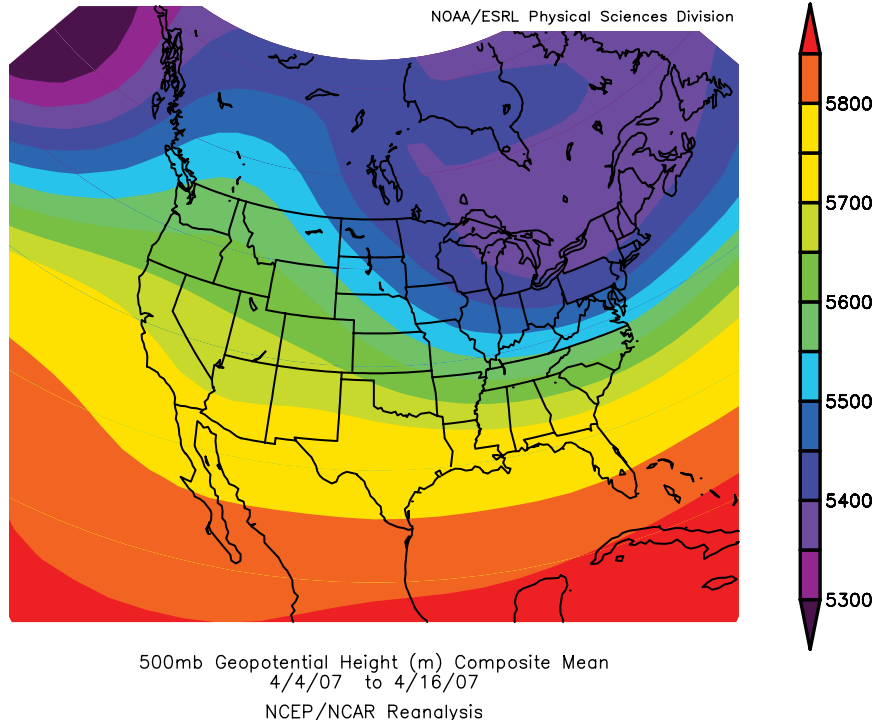 NOAA/ESRL Physical Sciences Division
5800
5700
5600
5500
5400
5300
500mb Geopotential Height (m) Composite Mean
4/4/07 to 4/16/07
NCEP/NCAR Reanalysis